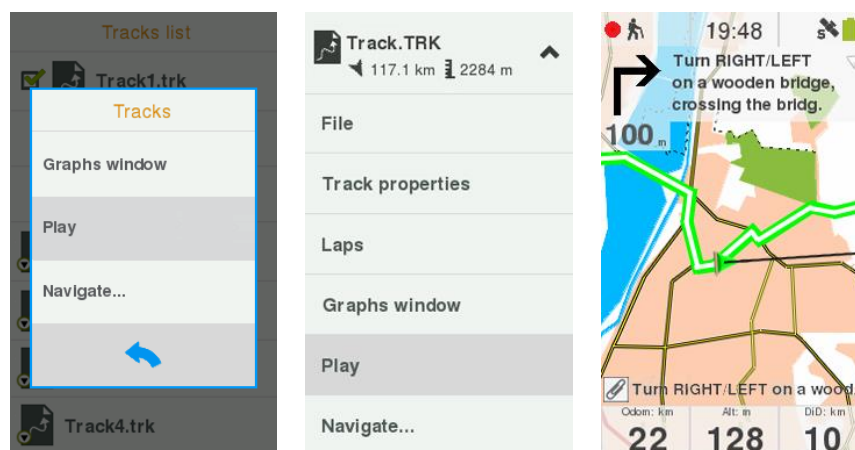 Tracks list
Track1.trk
Tracks
Graphs window
Play
Navigate...
Track4.trk
Track.TRK
117.1 km 2284 m
File
Track properties
Laps
Graphs window
Play
Navigate...
19:48
S
Turn RIGHT/LEFT
on a wooden bridge,
crossing the bridg.
100 m
Turn RIGHT/LEFT on a wood
Odom: km Alt: m DiD: km
22 128 10